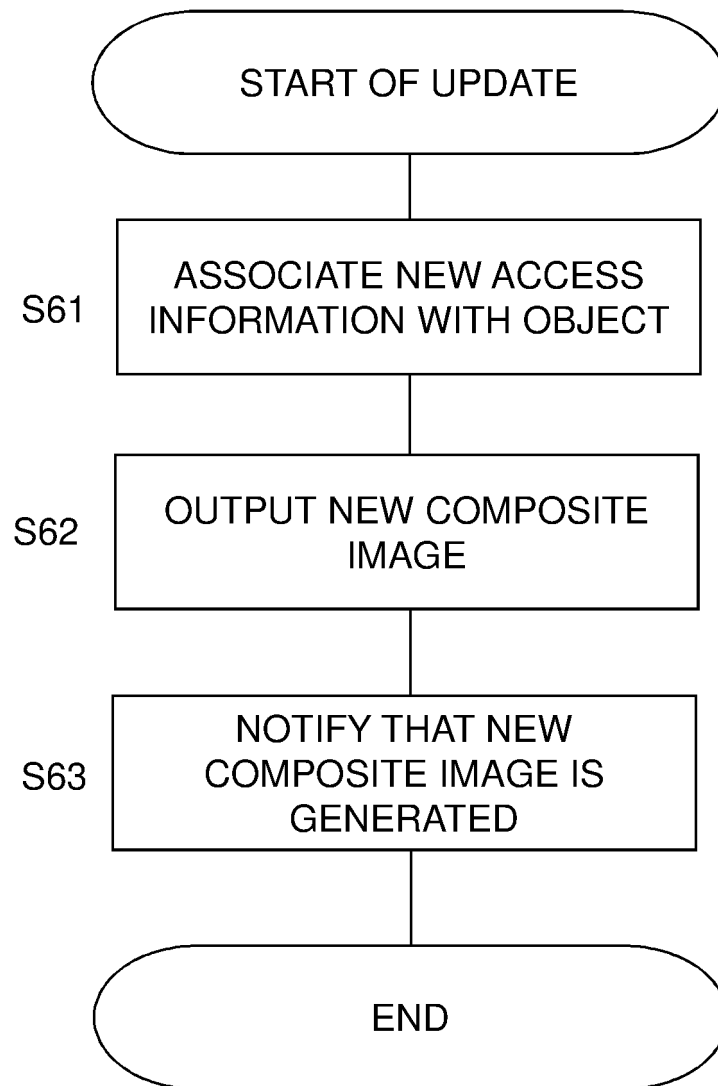 START OF UPDATE
S61
ASSOCIATE NEW ACCESS
INFORMATION WITH OBJECT
S62
OUTPUT NEW COMPOSITE
IMAGE
S63
NOTIFY THAT NEW
COMPOSITE IMAGE IS
GENERATED
END